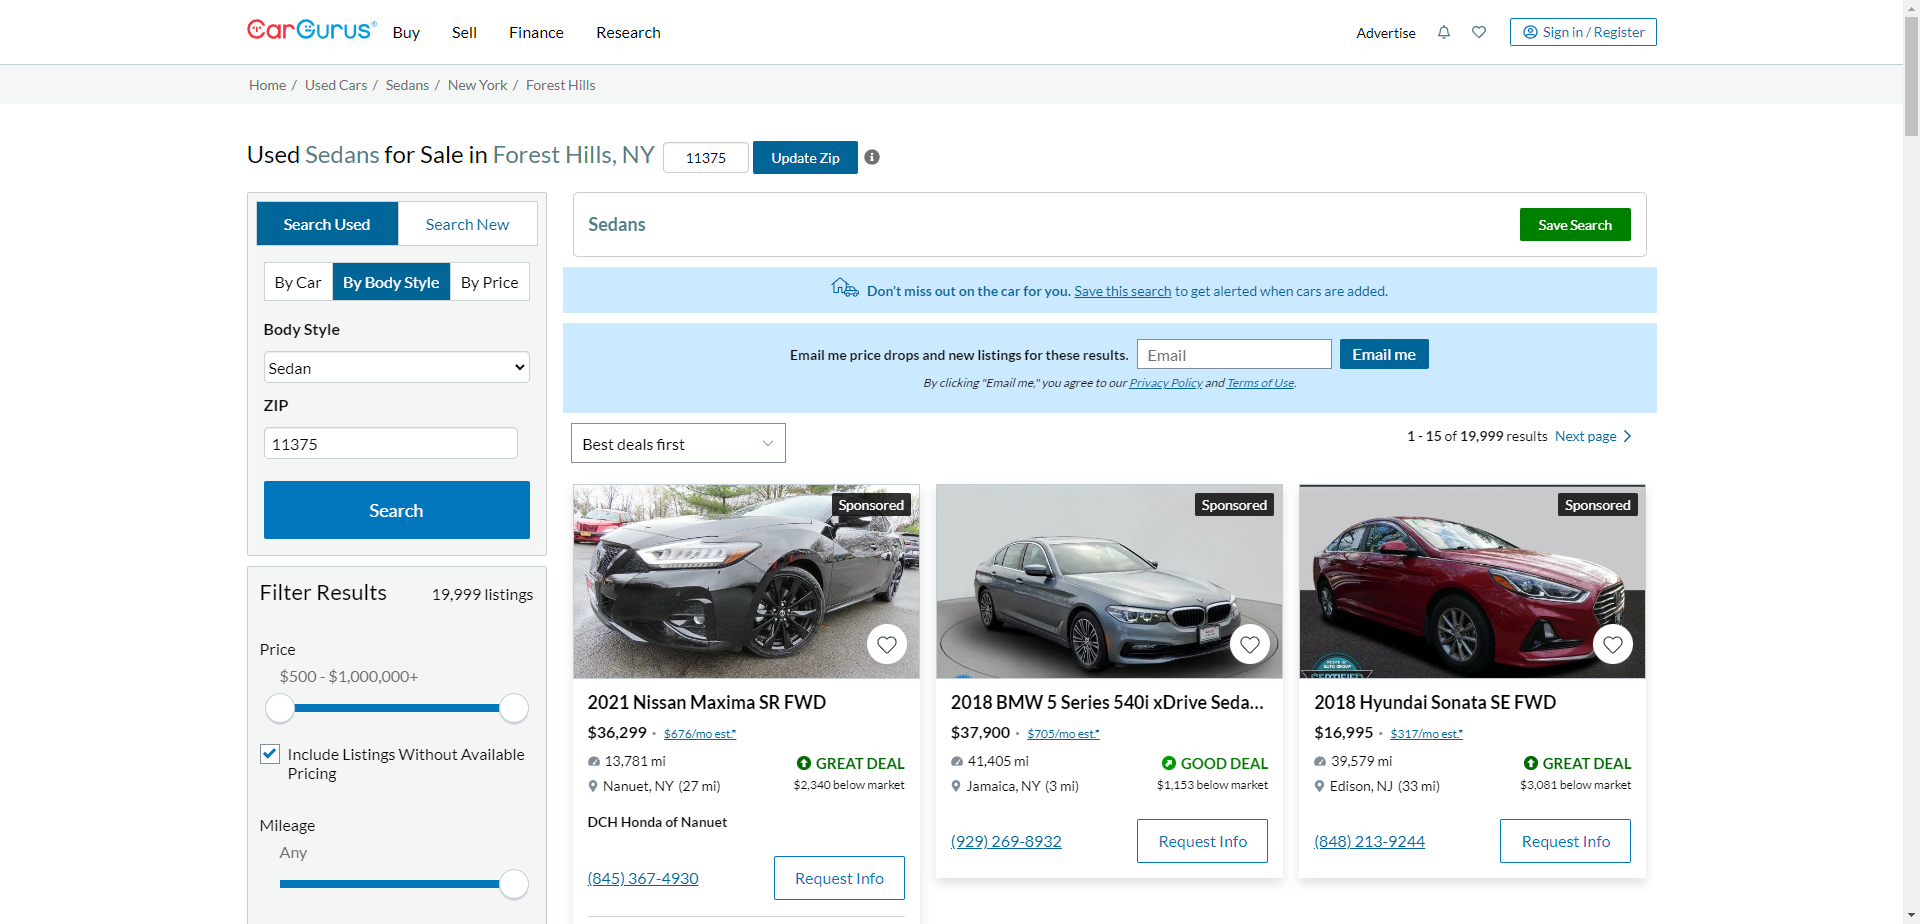 CarGurus®
Buy
Sell
Finance
Research
Advertise
Sign in / Register
Home / Used Cars / Sedans / New York / Forest Hills
Used Sedans for Sale in Forest Hills, NY
11375
Update Zip
Search Used
Search New
By Car
By Body Style
By Price
Body Style
Sedan
ZIP
11375
Search
Filter Results
19,999 listings
Price
$500 - $1,000,000+
Include Listings Without Available
Pricing
Mileage
Any
Sedans
Save Search
Don't miss out on the car for you. Save this search to get alerted when cars are added.
Email me price drops and new listings for these results.
Email
Email me
By clicking "Email me," you agree to our Privacy Policy and Terms of Use.
Best deals first
1 - 15 of 19,999 results
Next page
Sponsored
2021 Nissan Maxima SR FWD
$36,299 · $676/mo est.*
13,781 mi
GREAT DEAL
Nanuet, NY (27 mi)
$2,340 below market
DCH Honda of Nanuet
(845) 367-4930
Request Info
Sponsored
2018 BMW 5 Series 540i xDrive Seda...
$37,900 · $705/mo est.*
41,405 mi
GOOD DEAL
Jamaica, NY (3 mi)
$1,153 below market
(929) 269-8932
Request Info
Sponsored
CERTIFIED
2018 Hyundai Sonata SE FWD
$16,995 · $317/mo est.*
39,579 mi
GREAT DEAL
Edison, NJ (33 mi)
$3,081 below market
(848) 213-9244
Request Info